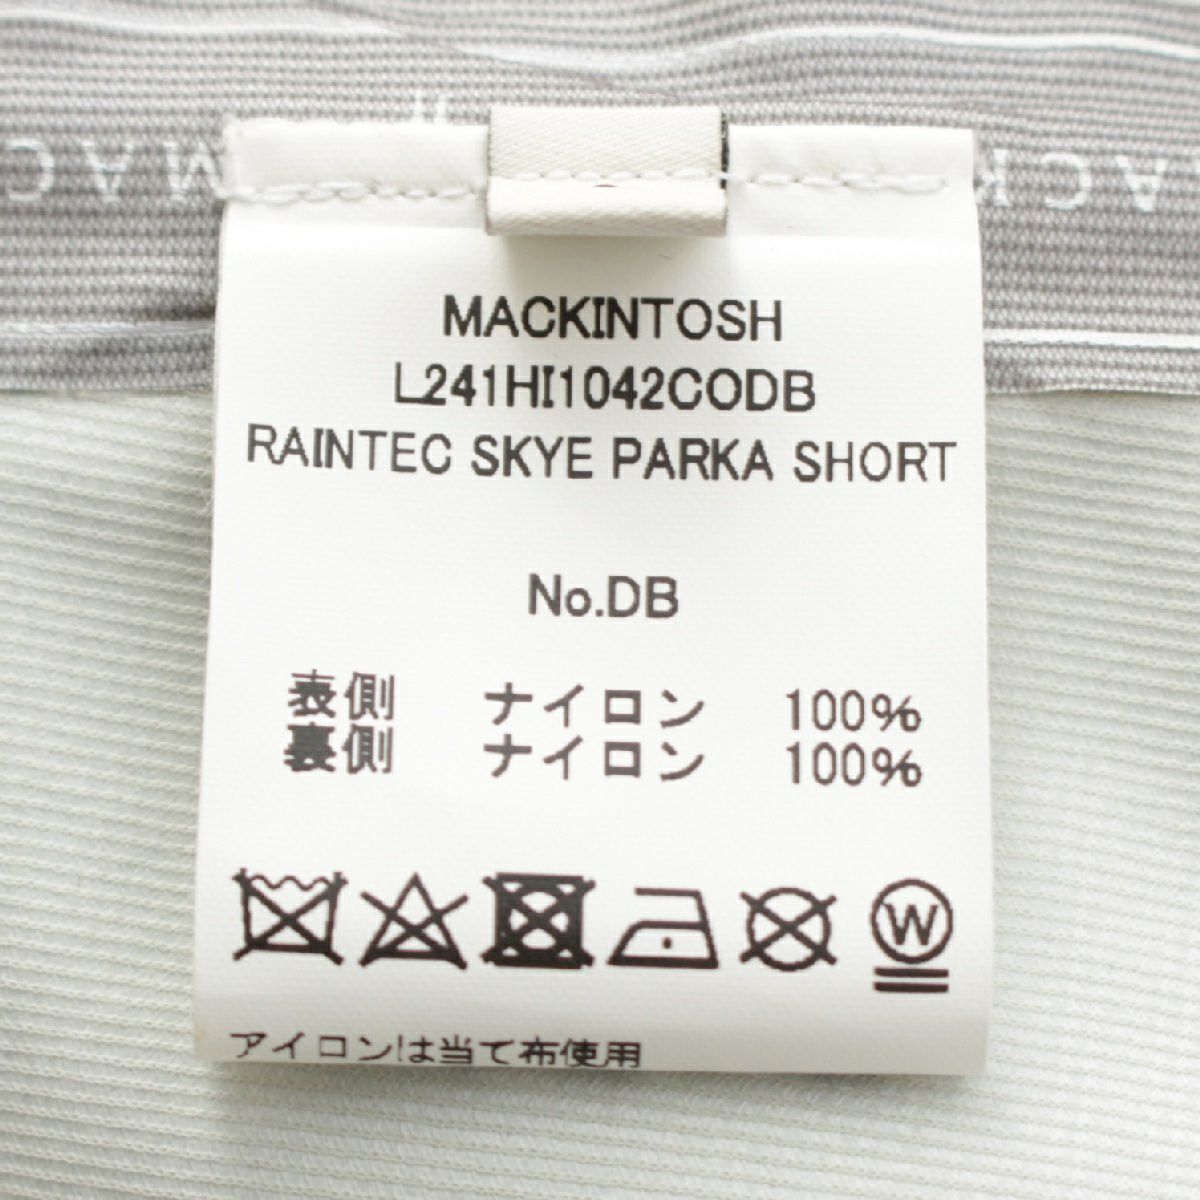 MACKINTOSH
L241HI1042CODB
RAINTEC SKYE PARKA SHORT
No.DB
表側 ナイロン 100%
裏側 ナイロン 100%
W
アイロンは当て布使用